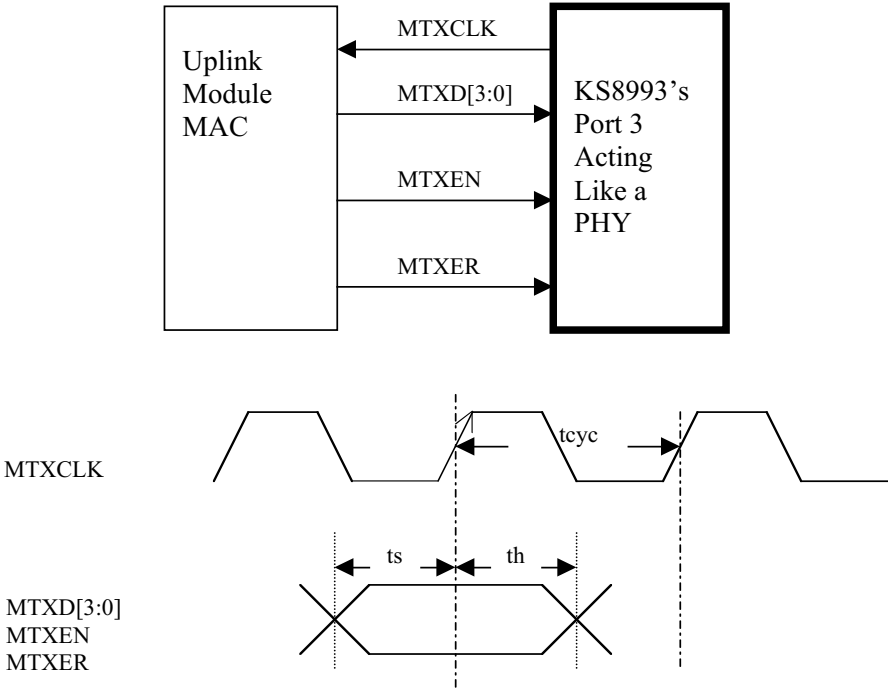 Uplink
Module
MAC
MTXCLK
MTXD[3:0]
MTXEN
MTXER
KS8993’s
Port 3
Acting
Like a
PHY
MTXCLK
tcyc
ts
th
MTXD[3:0]
MTXEN
MTXER